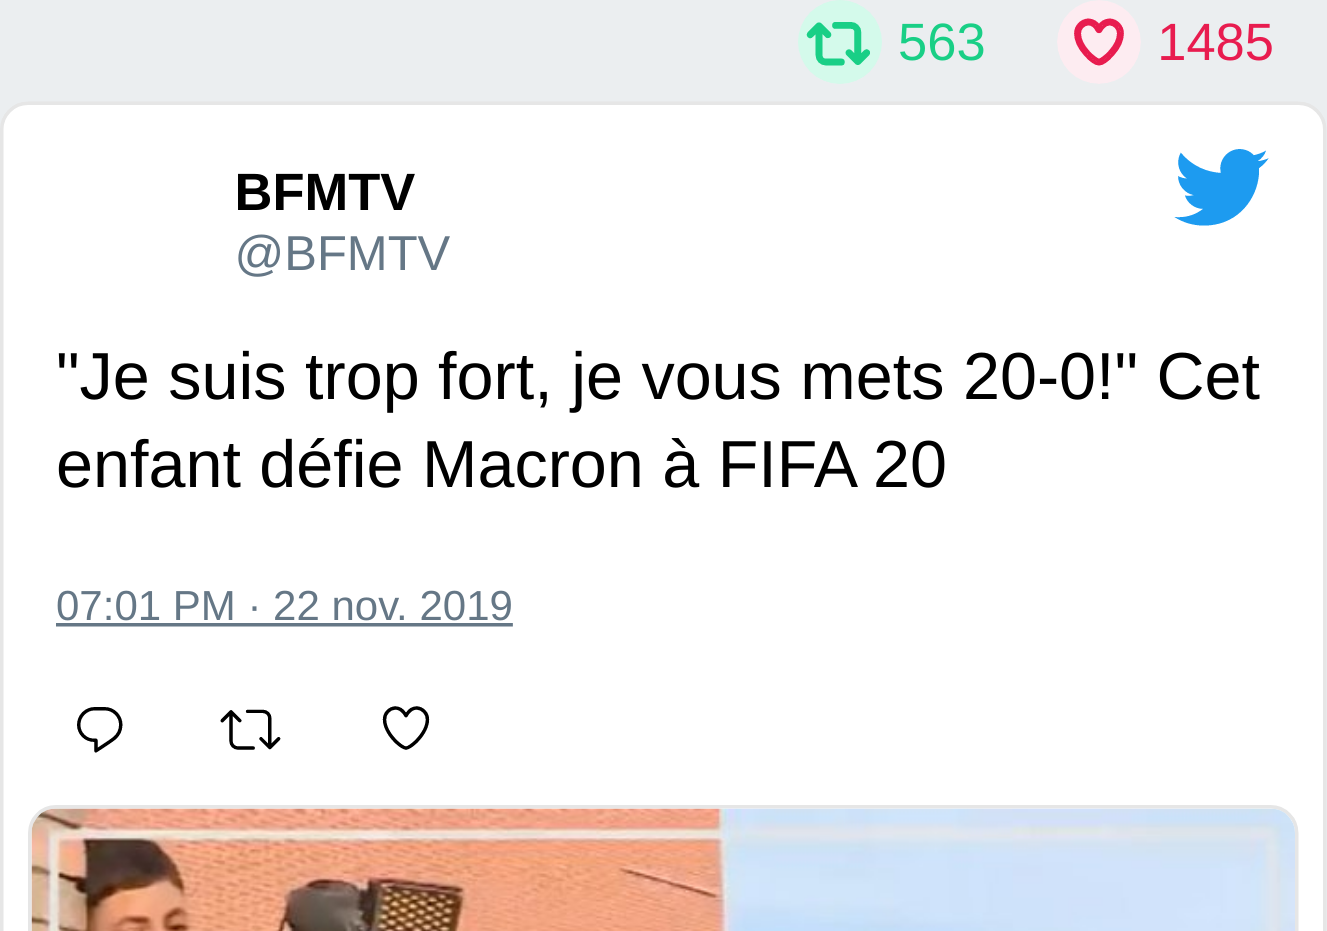 563 1485
BFMTV
@BFMTV
"Je suis trop fort, je vous mets 20-0!" Cet
enfant défie Macron à FIFA 20
07:01 PM · 22 nov. 2019